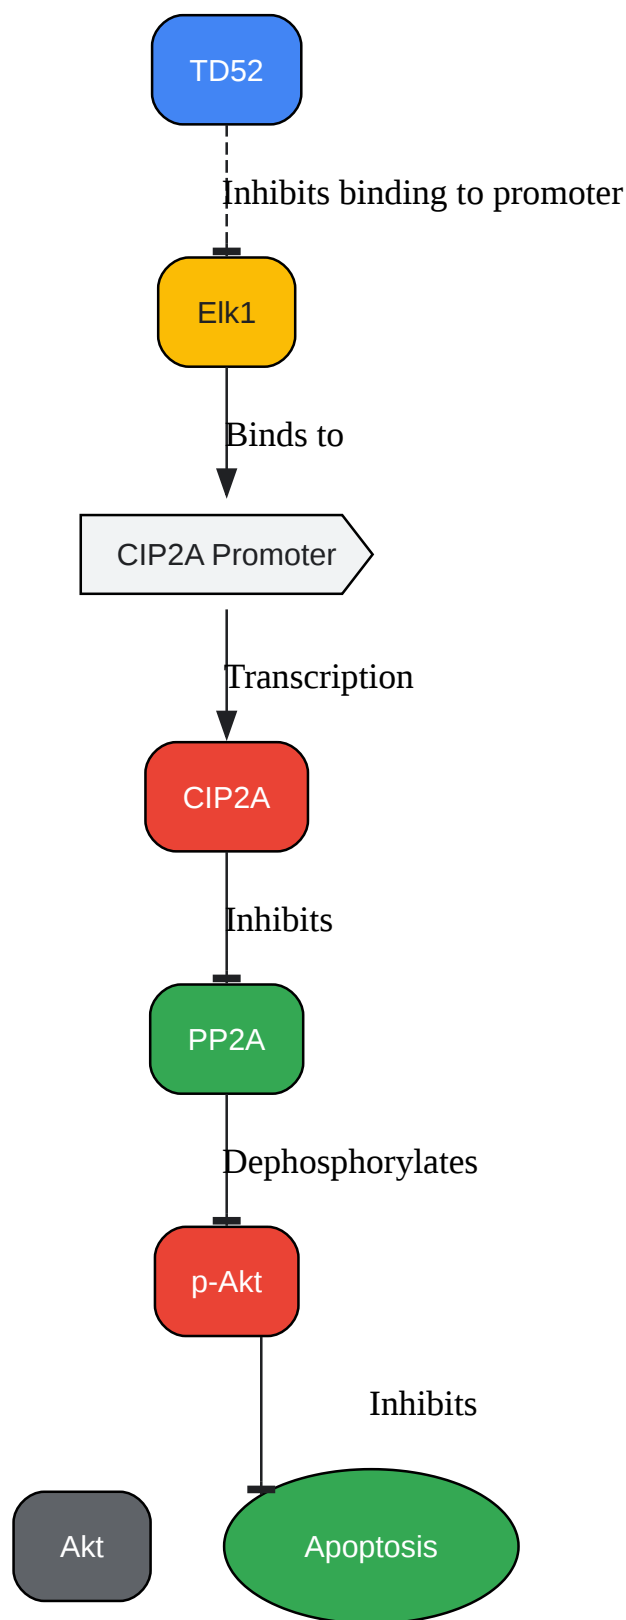 TD52
Inhibits binding to promoter
Elk1
Binds to
CIP2A Promoter
Transcription
CIP2A
Inhibits
PP2A
Dephosphorylates
p-Akt
Inhibits
Akt
Apoptosis